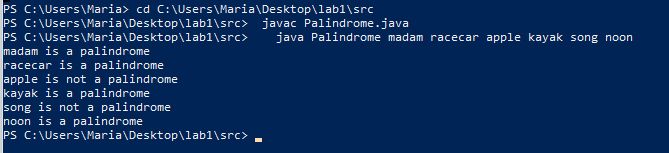 PS C:\Users\Maria> cd C:\Users\Maria\Desktop\lab1\src
PS C:\Users\Maria\Desktop\lab1\src>  javac Palindrome.java
PS C:\Users\Maria\Desktop\lab1\src>    java Palindrome madam racecar apple kayak song noon
madam is a palindrome
racecar is a palindrome
apple is not a palindrome
kayak is a palindrome
song is not a palindrome
noon is a palindrome
PS C:\Users\Maria\Desktop\lab1\src>